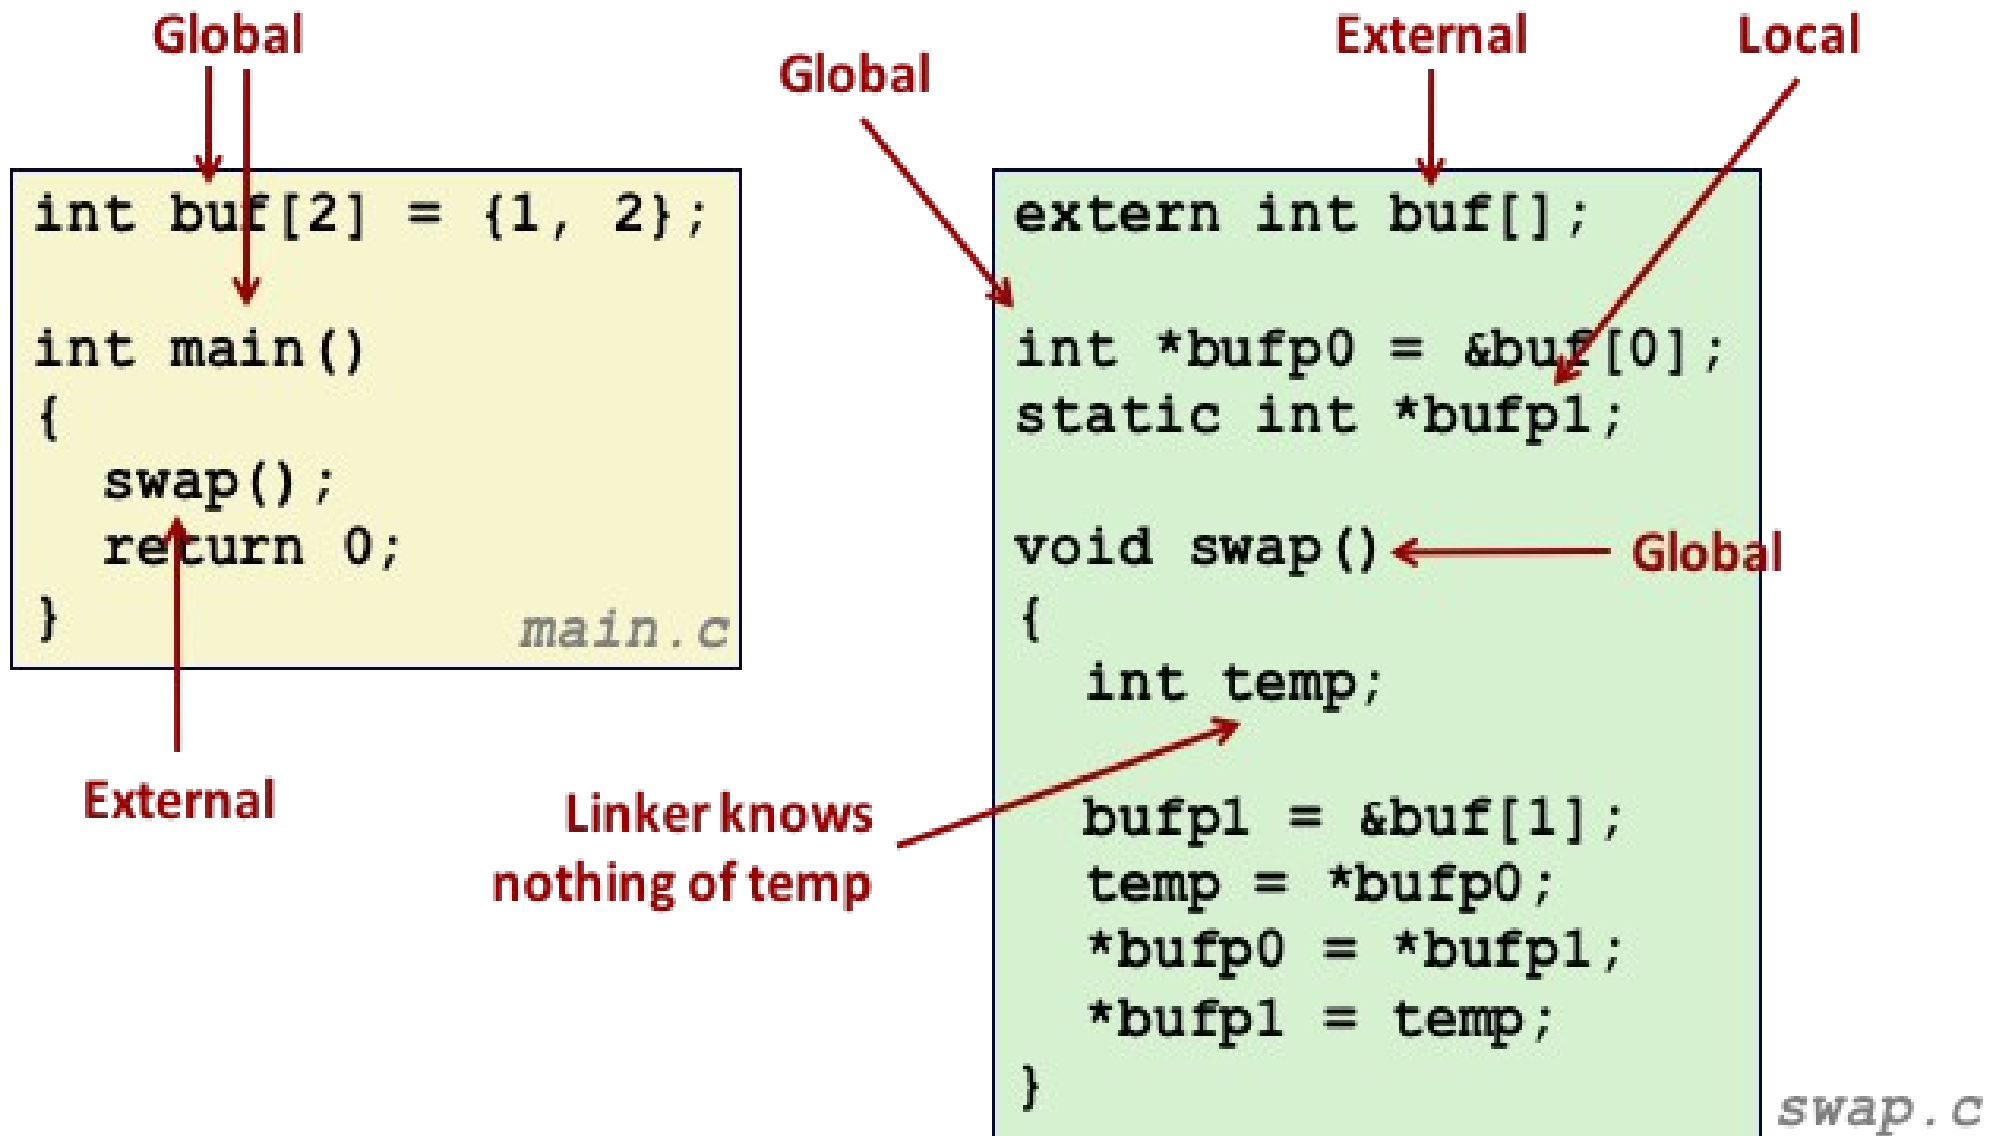 Global
int buf[2] = {1, 2};
int main()
{
swap();
return 0;
}
main.c
External
Global
External
Local
extern int buf[];
int *bufp0 = &buf[0];
static int *bufp1;
void swap()
Global
{
int temp;
Linker knows
nothing of temp
bufp1 = &buf[1];
temp = *bufp0;
*bufp0 = *bufp1;
*bufp1 = temp;
}
swap.c